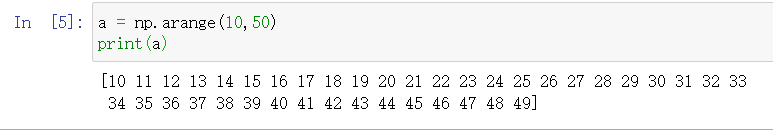 In [5]: a = np.arange(10,50)
print(a)
[10 11 12 13 14 15 16 17 18 19 20 21 22 23 24 25 26 27 28 29 30 31 32 33
34 35 36 37 38 39 40 41 42 43 44 45 46 47 48 49]